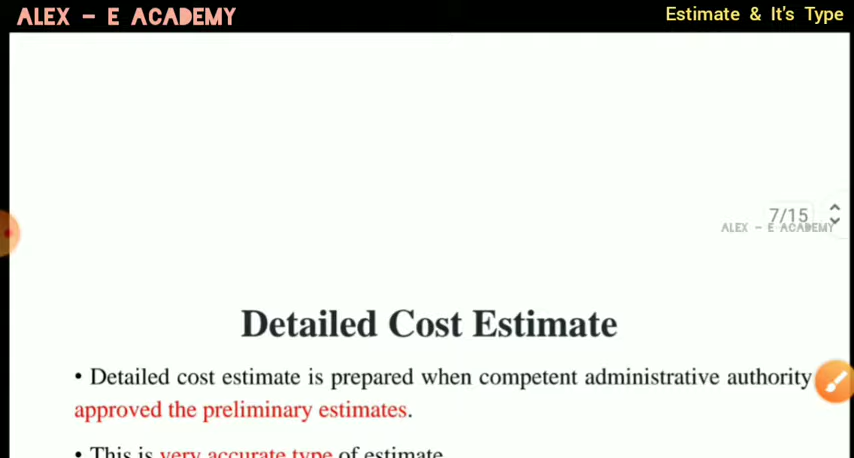 ALEX - E ACADEMY
Estimate & It's Type
7/15
ALEX - E ACADEMY
Detailed Cost Estimate
• Detailed cost estimate is prepared when competent administrative authority
approved the preliminary estimates.
• This is very accurate type of estimate